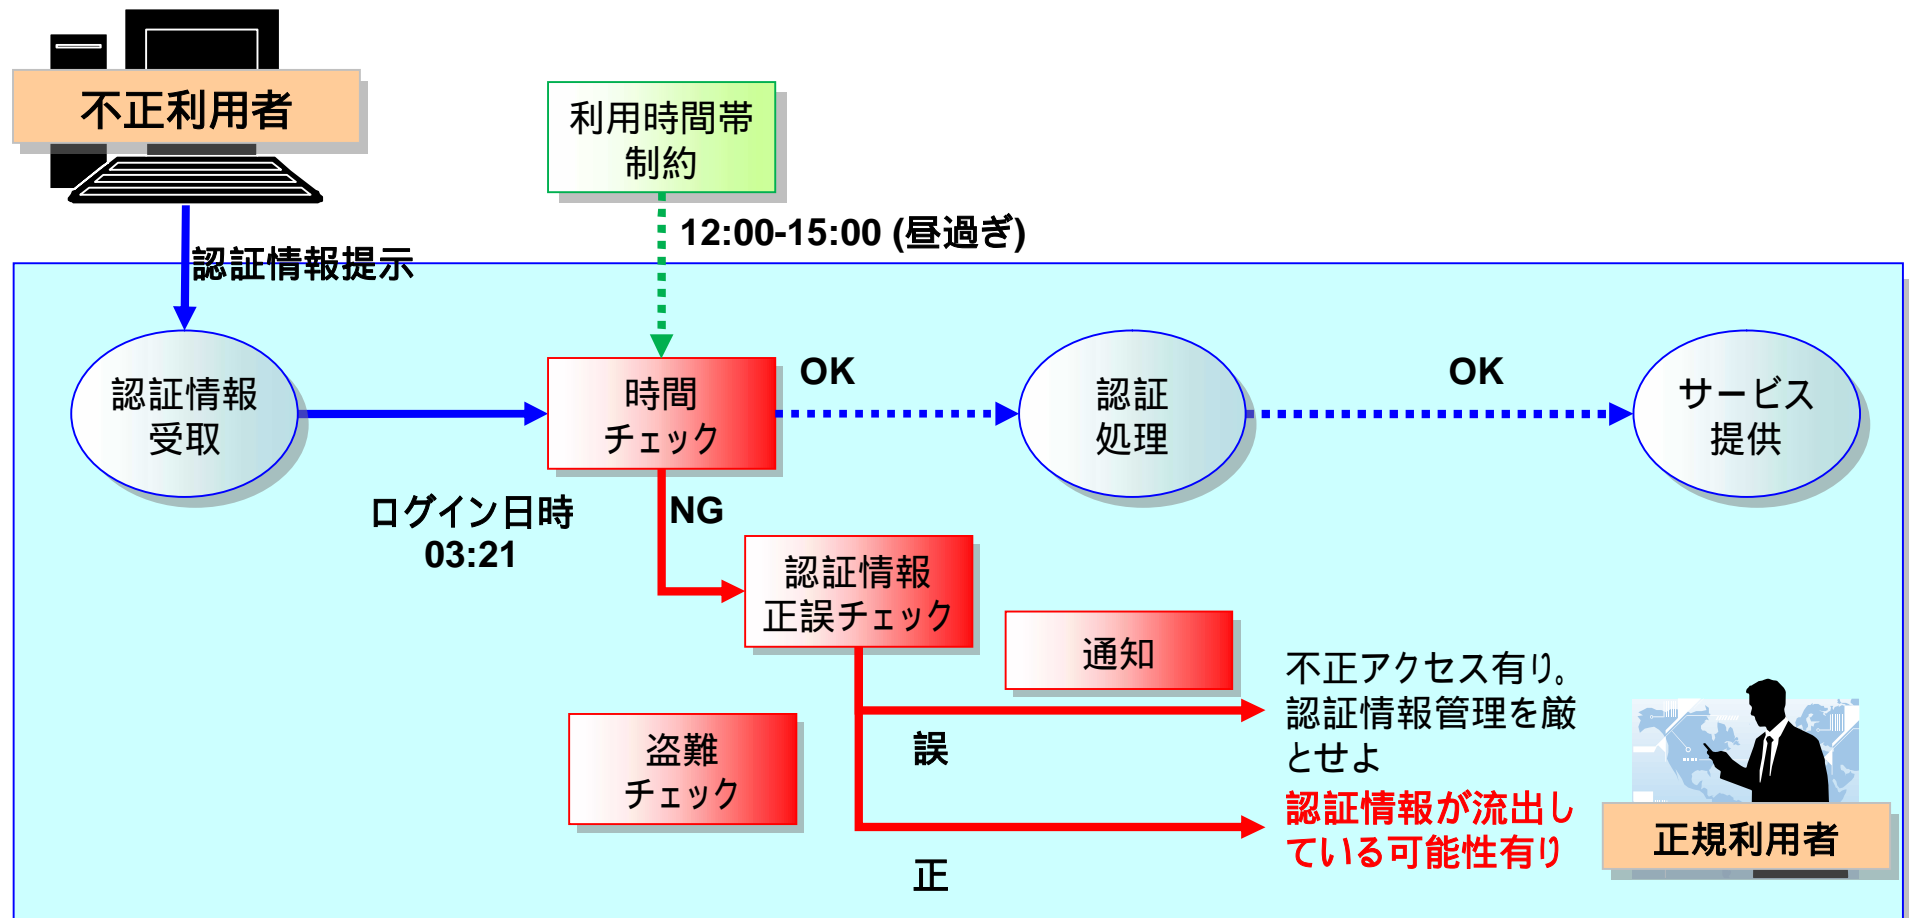 不正利用者
利用時間帯
制約
12:00-15:00 (昼過ぎ)
認証情報提示
認証情報
受取
時間
チェック
OK
認証
処理
OK
サービス
提供
ログイン日時
03:21
NG
認証情報
正誤チェック
通知
不正アクセス有り。
認証情報管理を厳
とせよ
盗難
チェック
誤
認証情報が流出し
ている可能性有り
正規利用者
正